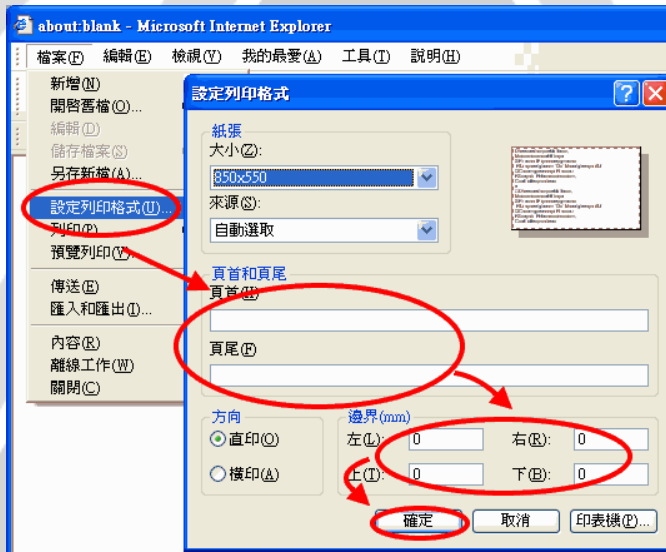 about:blank - Microsoft Internet Explorer
檔案(F) 編輯(E) 檢視(V) 我的最愛(A) 工具(T) 說明(H)
新增(N)
開啓舊檔(O)...
編輯(D)
儲存檔案(S)
另存新檔(A)...
設定列印格式(U)...
列印(P)...
預覽列印(V)...
傳送(E)
匯入和匯出(I)...
內容(R)
離線工作(W)
關閉(C)
設定列印格式
紙張
大小(Z):
850x550
來源(S):
自動選取
頁首和頁尾
頁首(H)
頁尾(F)
方向
直印(O)
橫印(A)
邊界(mm)
左(L): 0 右(R): 0
上(T): 0 下(B): 0
確定 取消 印表機(P)...